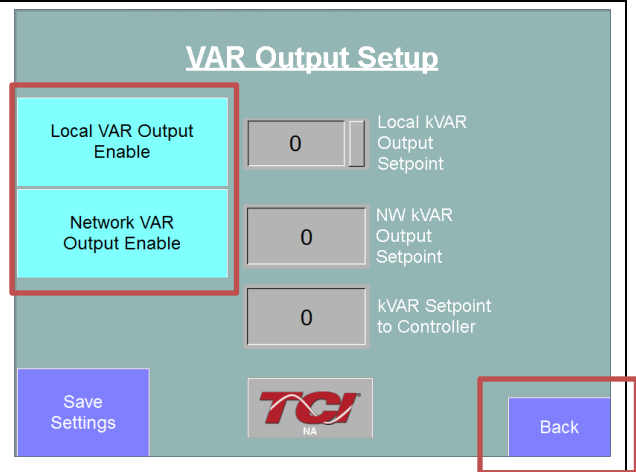 VAR Output Setup
Local VAR Output
Enable
0
Local kVAR
Output
Setpoint
Network VAR
Output Enable
0
NW kVAR
Output
Setpoint
0
kVAR Setpoint
to Controller
Save
Settings
TCI
NA
Back